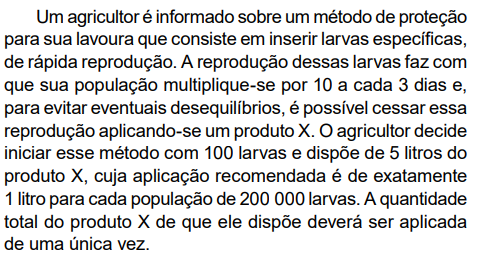 Um agricultor é informado sobre um método de proteção
para sua lavoura que consiste em inserir larvas específicas,
de rápida reprodução. A reprodução dessas larvas faz com
que sua população multiplique-se por 10 a cada 3 dias e,
para evitar eventuais desequilíbrios, é possível cessar essa
reprodução aplicando-se um produto X. O agricultor decide
iniciar esse método com 100 larvas e dispõe de 5 litros do
produto X, cuja aplicação recomendada é de exatamente
1 litro para cada população de 200 000 larvas. A quantidade
total do produto X de que ele dispõe deverá ser aplicada
de uma única vez.